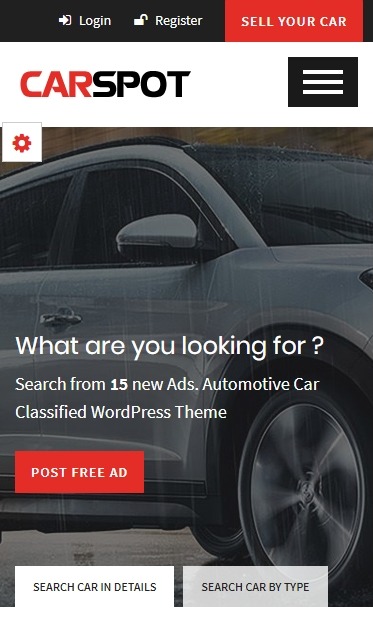 Login Register SELL YOUR CAR
CARSPOT
What are you looking for ?
Search from 15 new Ads. Automotive Car
Classified WordPress Theme
POST FREE AD
SEARCH CAR IN DETAILS SEARCH CAR BY TYPE